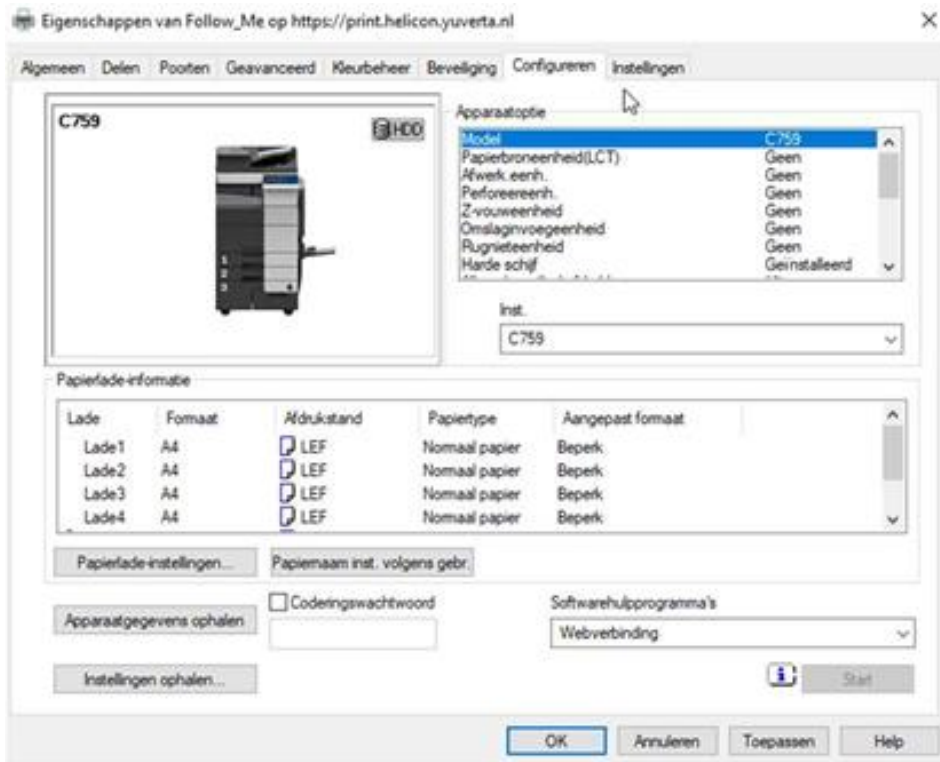 Eigenschappen van Follow_Me op https://print.helicon.yuverta.nl
Algemeen Delen Poorten Geavanceerd Kleurbeheer Beveiliging Configureren Instellingen
C759
HDD
Apparaatoptie
Model C759
Papierbroneenheid(LCT) Geen
Afwerk.eenh. Geen
Perforeereenh. Geen
Z-vouweenheid Geen
Omslaginvoegeenheid Geen
Rugnieteenheid Geen
Harde schijf Geïnstalleerd
Inst.
C759
1
2
3
Papierlade-informatie
Lade Formaat Afdrukstand Papiertype Aangepast formaat
Lade1 A4 LEF Normaal papier Beperk
Lade2 A4 LEF Normaal papier Beperk
Lade3 A4 LEF Normaal papier Beperk
Lade4 A4 LEF Normaal papier Beperk
Papierlade-instellingen... Papiernaam inst. volgens gebr.
Apparaatgegevens ophalen
Coderingswachtwoord
Softwarehulpprogramma's
Webverbinding
Instellingen ophalen...
Start
OK Annuleren Toepassen Help